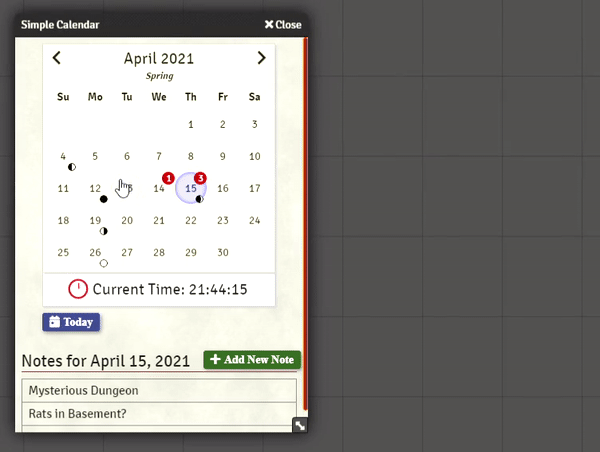 Simple Calendar Close
April 2021
Spring
Su Mo Tu We Th Fr Sa
1 2 3
4 5 6 7 8 9 10
1 3
11 12 13 14 15 16 17
18 19 20 21 22 23 24
25 26 27 28 29 30
Current Time: 21:44:15
Today
Notes for April 15, 2021 Add New Note
Mysterious Dungeon
Rats in Basement?